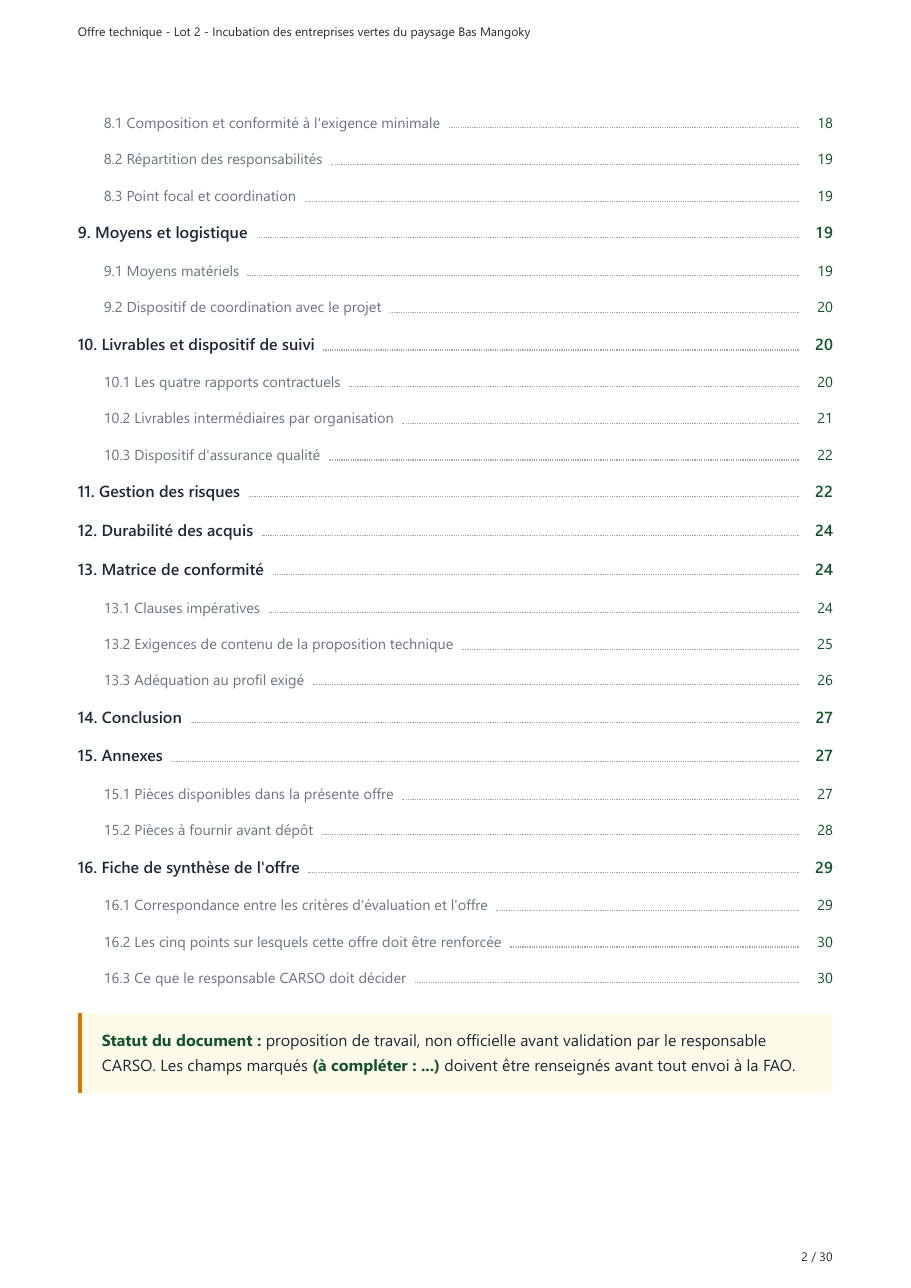 Offre technique - Lot 2 - Incubation des entreprises vertes du paysage Bas Mangoky
8.1 Composition et conformité à l'exigence minimale 18
8.2 Répartition des responsabilités 19
8.3 Point focal et coordination 19
9. Moyens et logistique 19
9.1 Moyens matériels 19
9.2 Dispositif de coordination avec le projet 20
10. Livrables et dispositif de suivi 20
10.1 Les quatre rapports contractuels 20
10.2 Livrables intermédiaires par organisation 21
10.3 Dispositif d'assurance qualité 22
11. Gestion des risques 22
12. Durabilité des acquis 24
13. Matrice de conformité 24
13.1 Clauses impératives 24
13.2 Exigences de contenu de la proposition technique 25
13.3 Adéquation au profil exigé 26
14. Conclusion 27
15. Annexes 27
15.1 Pièces disponibles dans la présente offre 27
15.2 Pièces à fournir avant dépôt 28
16. Fiche de synthèse de l'offre 29
16.1 Correspondance entre les critères d'évaluation et l'offre 29
16.2 Les cinq points sur lesquels cette offre doit être renforcée 30
16.3 Ce que le responsable CARSO doit décider 30
Statut du document : proposition de travail, non officielle avant validation par le responsable
CARSO. Les champs marqués (à compléter : ...) doivent être renseignés avant tout envoi à la FAO.
2 / 30